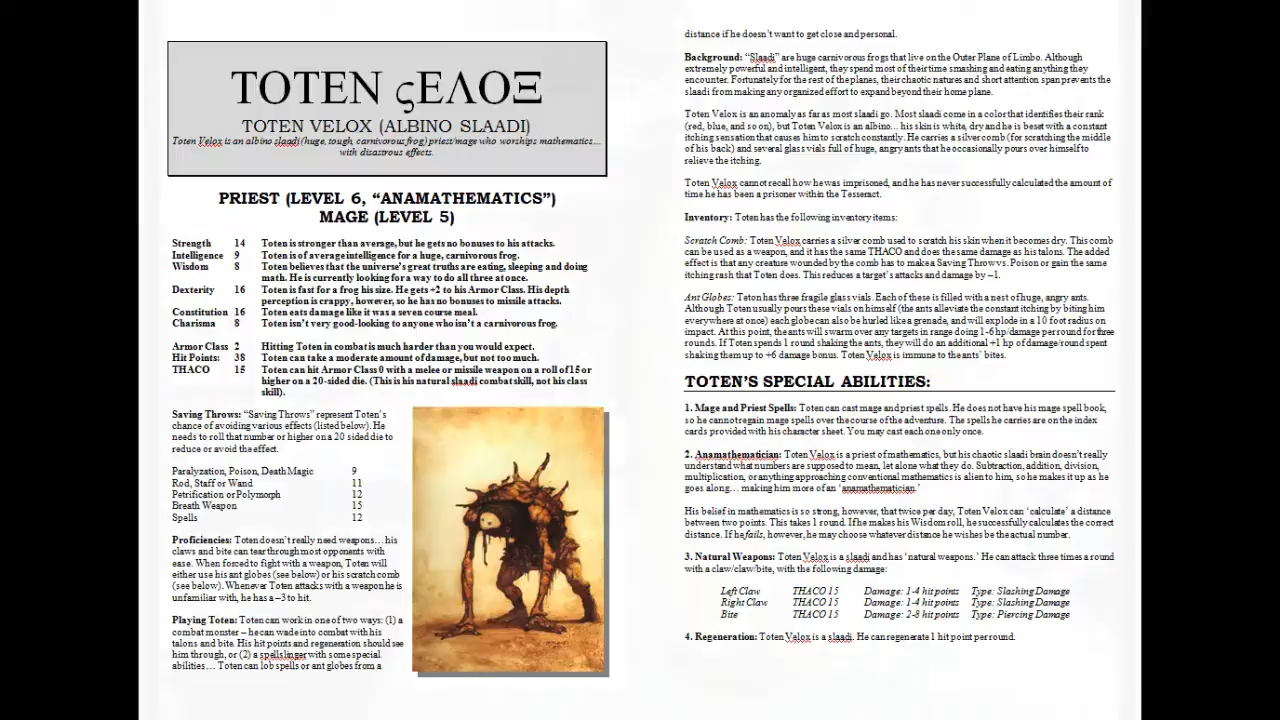 TOTEN ςΕΛΟΞ
TOTEN VELOX (ALBINO SLAADI)
Toten Velox is an albino slaadi (huge, tough, carnivorous frog) priest/mage who worships mathematics…
with disastrous effects.
PRIEST (LEVEL 6, “ANAMATHEMATICS”)
MAGE (LEVEL 5)
Strength 14 Toten is stronger than average, but he gets no bonuses to his attacks.
Intelligence 9 Toten is of average intelligence for a huge, carnivorous frog.
Wisdom 8 Toten believes that the universe’s great truths are eating, sleeping and doing
math. He is currently looking for a way to do all three at once.
Dexterity 16 Toten is fast for a frog his size. He gets +2 to his Armor Class. His depth
perception is crappy, however, so he has no bonuses to missile attacks.
Constitution 16 Toten eats damage like it was a seven course meal.
Charisma 8 Toten isn’t very good-looking to anyone who isn’t a carnivorous frog.
Armor Class 2 Hitting Toten in combat is much harder than you would expect.
Hit Points: 38 Toten can take a moderate amount of damage, but not too much.
THACO 15 Toten can hit Armor Class 0 with a melee or missile weapon on a roll of 15 or
higher on a 20-sided die. (This is his natural slaadi combat skill, not his class
skill).
Saving Throws: “Saving Throws” represent Toten’s
chance of avoiding various effects (listed below). He
needs to roll that number or higher on a 20 sided die to
reduce or avoid the effect.
Paralyzation, Poison, Death Magic 9
Rod, Staff or Wand 11
Petrification or Polymorph 12
Breath Weapon 15
Spells 12
Proficiencies: Toten doesn’t really need weapons… his
claws and bite can tear through most opponents with
ease. When forced to fight with a weapon, Toten will
either use his ant globes (see below) or his scratch comb
(see below). Whenever Toten attacks with a weapon he is
unfamiliar with, he has a –3 to hit.
Playing Toten: Toten can work in one of two ways: (1) a
combat monster – he can wade into combat with his
talons and bite. His hit points and regeneration should see
him through, or (2) a spellslinger with some special
abilities… Toten can lob spells or ant globes from a
distance if he doesn’t want to get close and personal.
Background: “Slaadi” are huge carnivorous frogs that live on the Outer Plane of Limbo. Although
extremely powerful and intelligent, they spend most of their time smashing and eating anything they
encounter. Fortunately for the rest of the planes, their chaotic natures and short attention span prevents the
slaadi from making any organized effort to expand beyond their home plane.
Toten Velox is an anomaly as far as most slaadi go. Most slaadi come in a color that identifies their rank
(red, blue, and so on), but Toten Velox is an albino… his skin is white, dry and he is beset with a constant
itching sensation that causes him to scratch constantly. He carries a silver comb (for scratching the middle
of his back) and several glass vials full of huge, angry ants that he occasionally pours over himself to
relieve the itching.
Toten Velox cannot recall how he was imprisoned, and he has never successfully calculated the amount of
time he has been a prisoner within the Tesseract.
Inventory: Toten has the following inventory items:
Scratch Comb: Toten Velox carries a silver comb used to scratch his skin when it becomes dry. This comb
can be used as a weapon, and it has the same THACO and does the same damage as his talons. The added
effect is that any creature wounded by the comb has to make a Saving Throw vs. Poison or gain the same
itching rash that Toten does. This reduces a target’s attacks and damage by –1.
Ant Globes: Teton has three fragile glass vials. Each of these is filled with a nest of huge, angry ants.
Although Toten usually pours these vials on himself (the ants alleviate the constant itching by biting him
everywhere at once) each globe can also be hurled like a grenade, and will explode in a 10 foot radius on
impact. At this point, the ants will swarm over any targets in range doing 1-6 hp/damage per round for three
rounds. If Teton spends 1 round shaking the ants, they will do an additional +1 hp of damage/round spent
shaking them up to +6 damage bonus. Toten Velox is immune to the ants’ bites.
TOTEN’S SPECIAL ABILITIES:
1. Mage and Priest Spells: Toten can cast mage and priest spells. He does not have his mage spell book,
so he cannot regain mage spells over the course of the adventure. The spells he carries are on the index
cards provided with his character sheet. You may cast each one only once.
2. Anamathematician: Toten Velox is a priest of mathematics, but his chaotic slaadi brain doesn’t really
understand what numbers are supposed to mean, let alone what they do. Subtraction, addition, division,
multiplication, or anything approaching conventional mathematics is alien to him, so he makes it up as he
goes along… making him more of an ‘anamathematician.’
His belief in mathematics is so strong, however, that twice per day, Toten Velox can ‘calculate’ a distance
between two points. This takes 1 round. If he makes his Wisdom roll, he successfully calculates the correct
distance. If he fails, however, he may choose whatever distance he wishes be the actual number.
3. Natural Weapons: Toten Velox is a slaadi and has ‘natural weapons.’ He can attack three times a round
with a claw/claw/bite, with the following damage:
Left Claw THACO 15 Damage: 1-4 hit points Type: Slashing Damage
Right Claw THACO 15 Damage: 1-4 hit points Type: Slashing Damage
Bite THACO 15 Damage: 2-8 hit points Type: Piercing Damage
4. Regeneration: Toten Velox is a slaadi. He can regenerate 1 hit point per round.